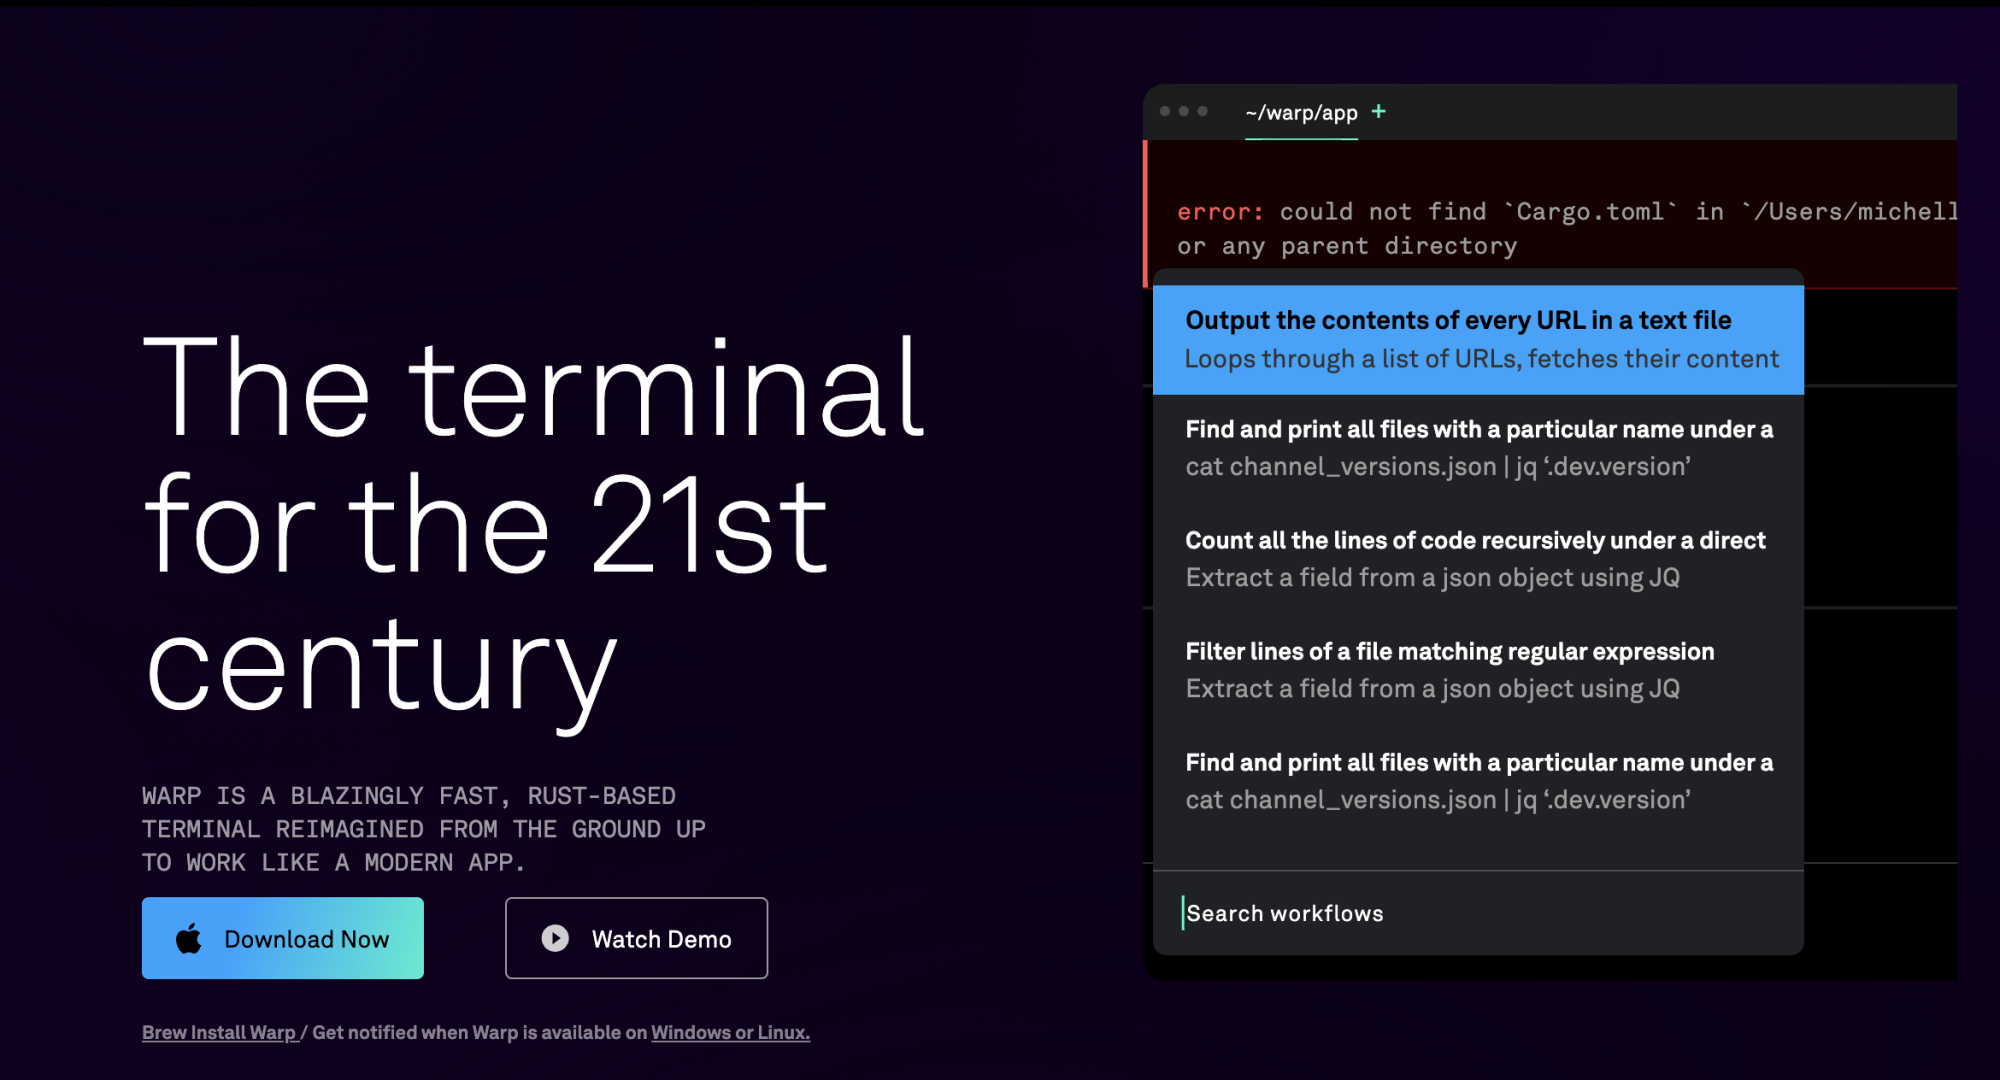 The terminal
for the 21st
century
WARP IS A BLAZINGLY FAST, RUST-BASED
TERMINAL REIMAGINED FROM THE GROUND UP
TO WORK LIKE A MODERN APP.
Download Now
Watch Demo
Brew Install Warp / Get notified when Warp is available on Windows or Linux.
~/warp/app +
error: could not find `Cargo.toml` in `/Users/michell
or any parent directory
Output the contents of every URL in a text file
Loops through a list of URLs, fetches their content
Find and print all files with a particular name under a
cat channel_versions.json | jq ‘.dev.version’
Count all the lines of code recursively under a direct
Extract a field from a json object using JQ
Filter lines of a file matching regular expression
Extract a field from a json object using JQ
Find and print all files with a particular name under a
cat channel_versions.json | jq ‘.dev.version’
Search workflows